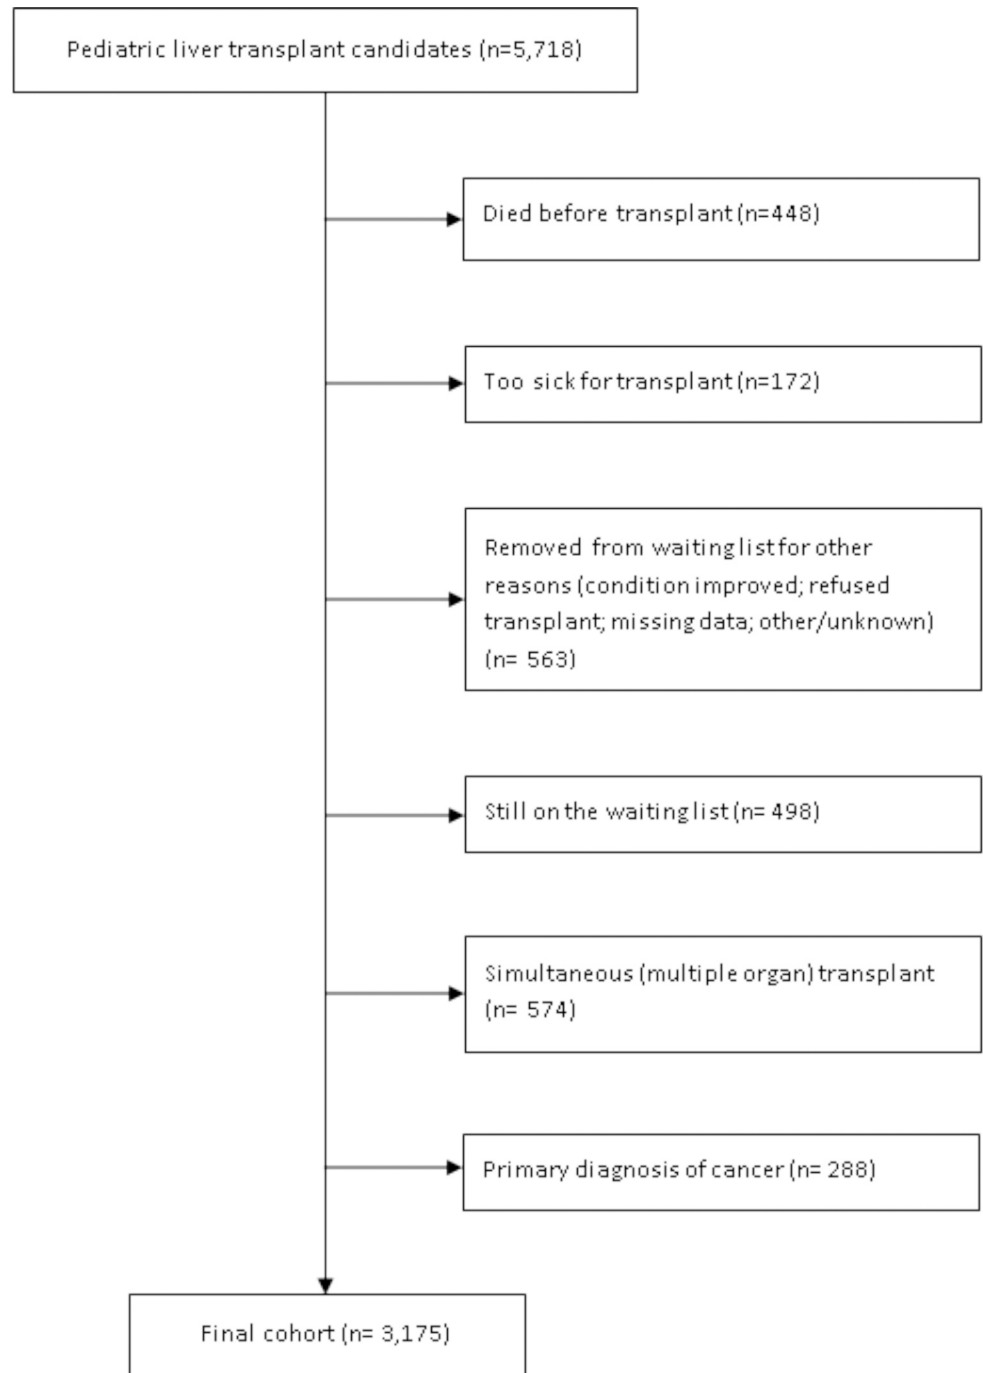 Pediatric liver transplant candidates (n=5,718)
Died before transplant (n=448)
Too sick for transplant (n=172)
Removed from waiting list for other
reasons (condition improved; refused
transplant; missing data; other/unknown)
(n= 563)
Still on the waiting list (n= 498)
Simultaneous (multiple organ) transplant
(n= 574)
Primary diagnosis of cancer (n= 288)
Final cohort (n= 3,175)